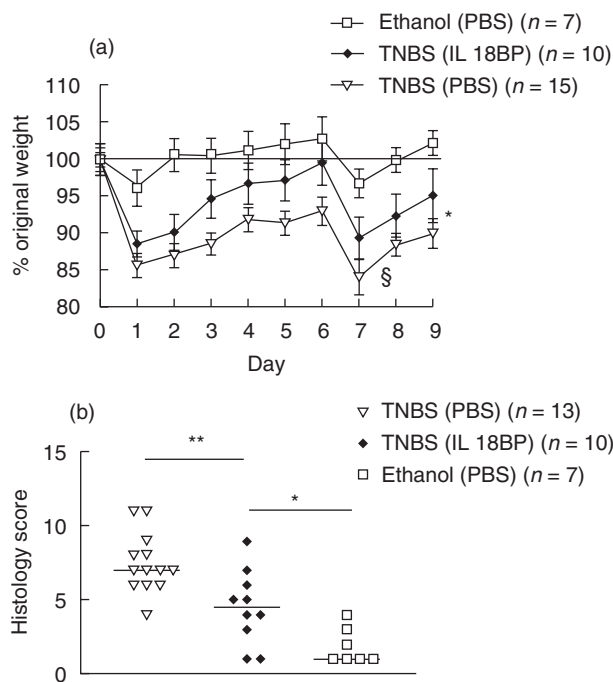 (a)
Ethanol (PBS) (n = 7)
TNBS (IL 18BP) (n = 10)
TNBS (PBS) (n = 15)
110
105
100
95
90
85
80
% original weight
*
§
0 1 2 3 4 5 6 7 8 9
Day
(b)
TNBS (PBS) (n = 13)
TNBS (IL 18BP) (n = 10)
Ethanol (PBS) (n = 7)
15
10
5
0
Histology score
**
*